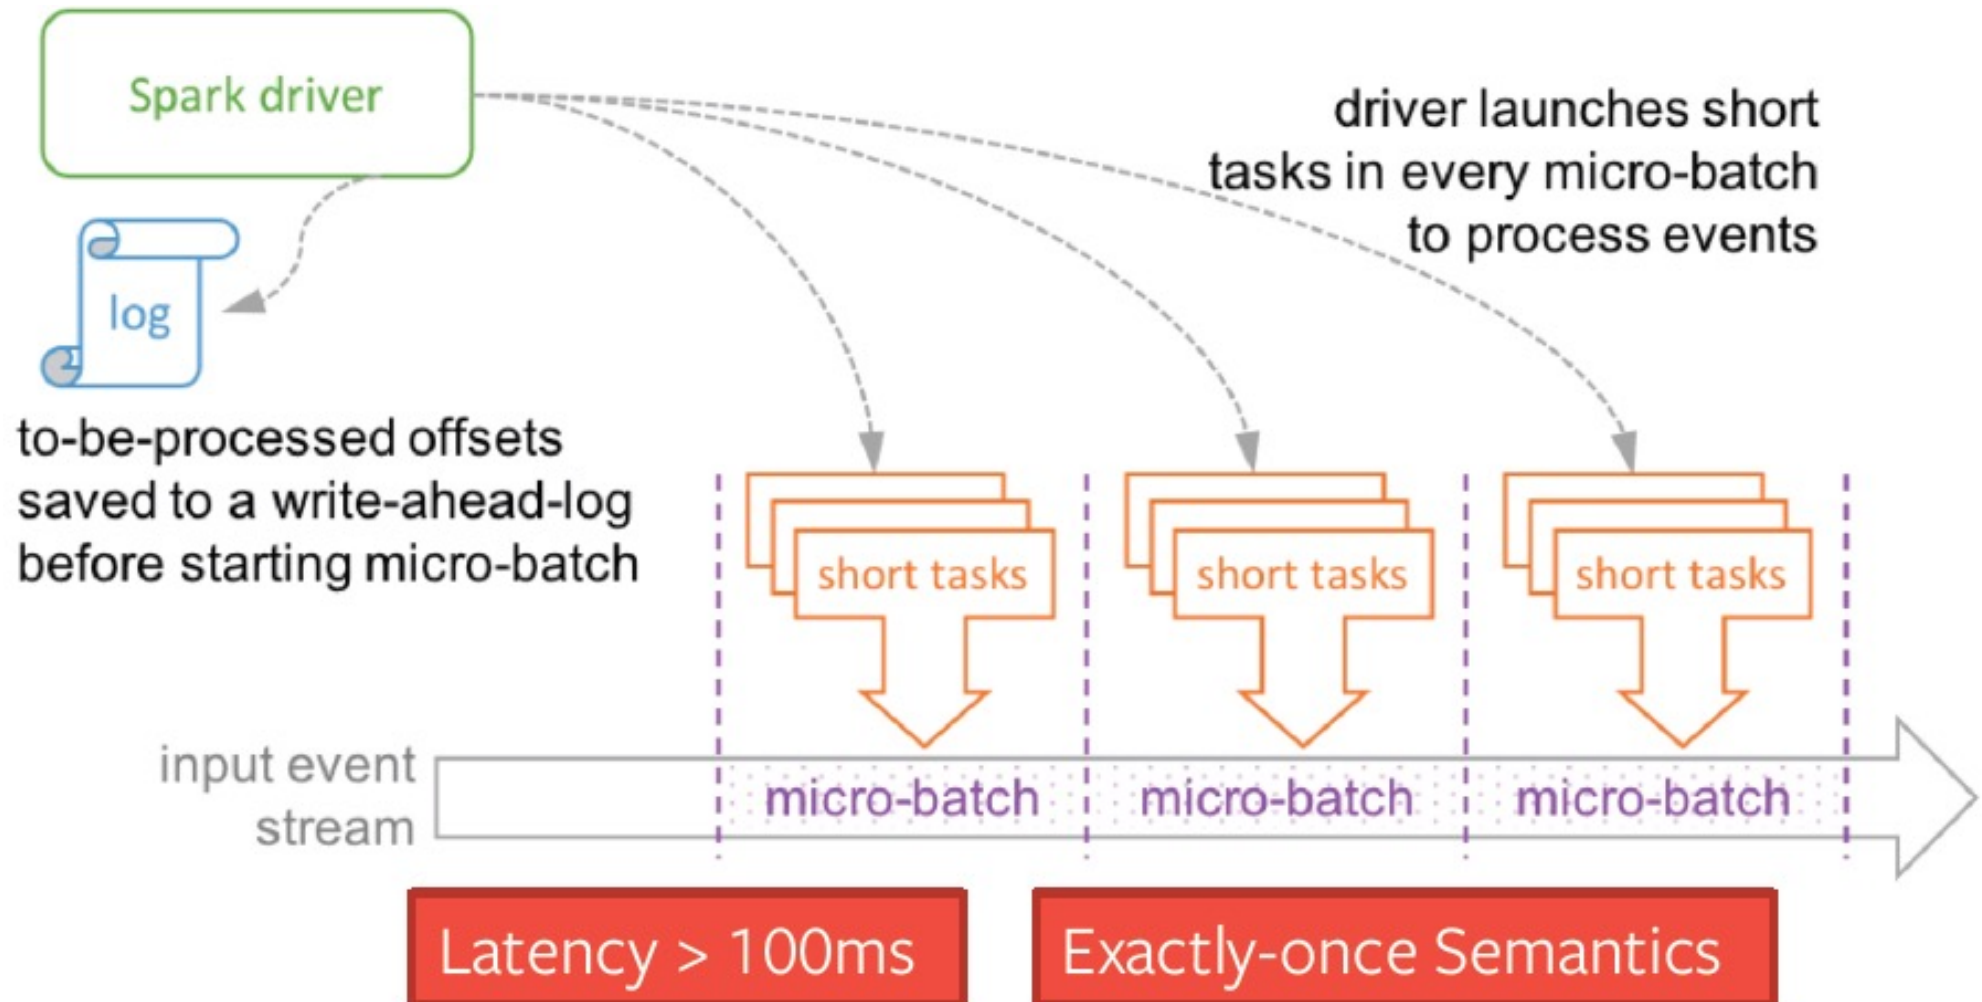 Spark driver
driver launches short
tasks in every micro-batch
to process events
log
to-be-processed offsets
saved to a write-ahead-log
before starting micro-batch
short tasks
short tasks
short tasks
input event
stream
micro-batch
micro-batch
micro-batch
Latency > 100ms
Exactly-once Semantics